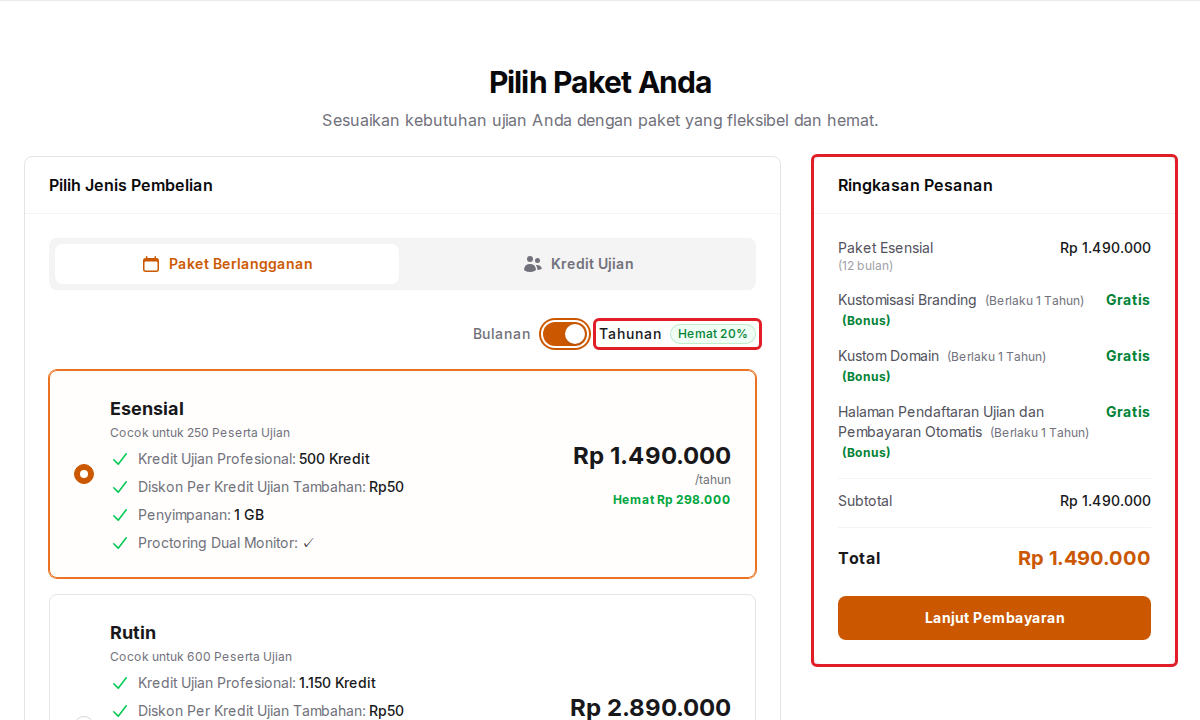 Pilih Paket Anda
Sesuaikan kebutuhan ujian Anda dengan paket yang fleksibel dan hemat.
Pilih Jenis Pembelian
Paket Berlangganan
Kredit Ujian
Bulanan
Tahunan
Hemat 20%
Esensial
Cocok untuk 250 Peserta Ujian
Kredit Ujian Profesional: 500 Kredit
Diskon Per Kredit Ujian Tambahan: Rp50
Penyimpanan: 1 GB
Proctoring Dual Monitor: ✓
Rp 1.490.000
/tahun
Hemat Rp 298.000
Rutin
Cocok untuk 600 Peserta Ujian
Kredit Ujian Profesional: 1.150 Kredit
Diskon Per Kredit Ujian Tambahan: Rp50
Rp 2.890.000
Ringkasan Pesanan
Paket Esensial
Rp 1.490.000
(12 bulan)
Kustomisasi Branding (Berlaku 1 Tahun)
Gratis
(Bonus)
Kustom Domain (Berlaku 1 Tahun)
Gratis
(Bonus)
Halaman Pendaftaran Ujian dan
Gratis
Pembayaran Otomatis (Berlaku 1 Tahun)
(Bonus)
Subtotal
Rp 1.490.000
Total
Rp 1.490.000
Lanjut Pembayaran